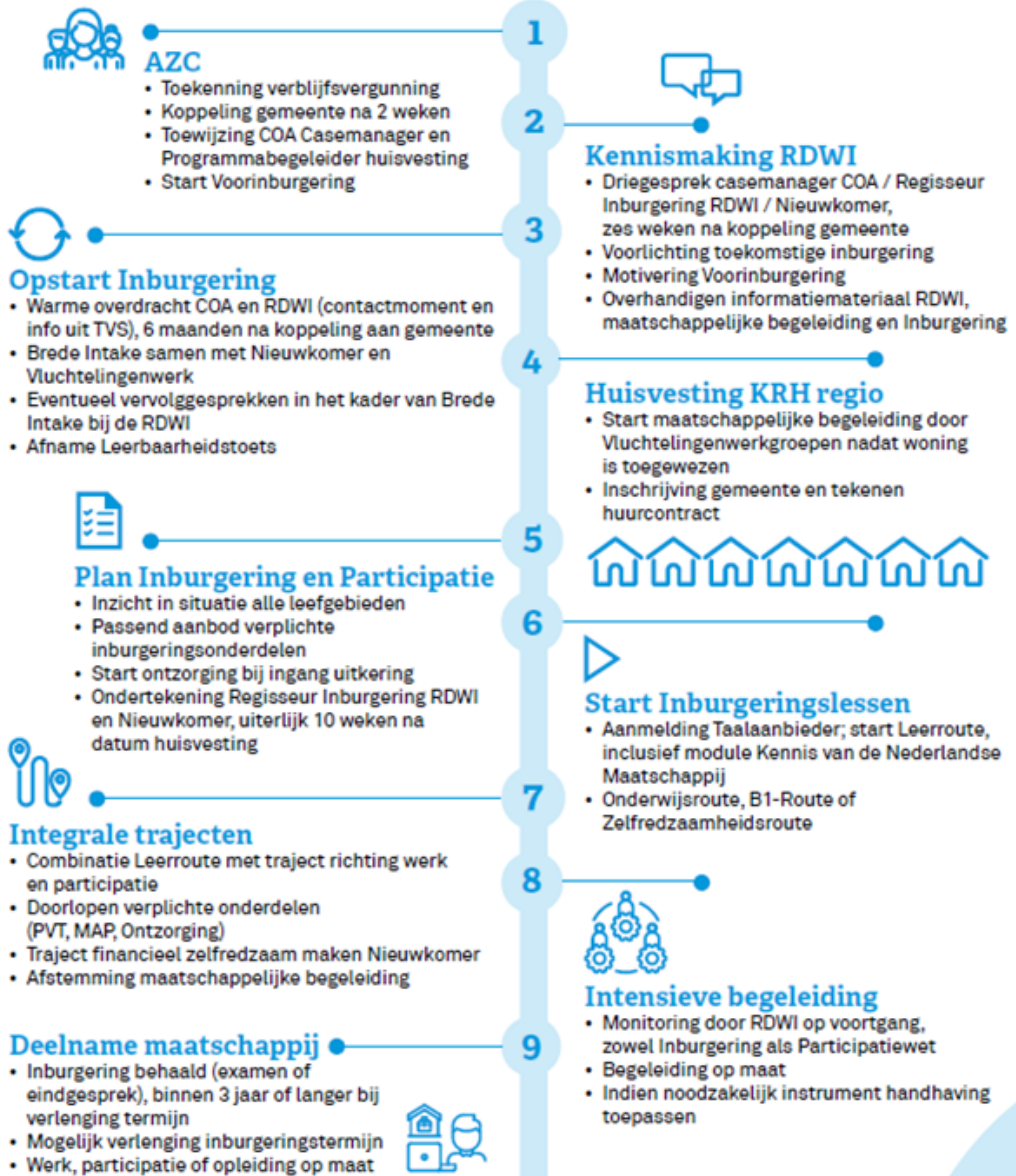 1
AZC
• Toekenning verblijfsvergunning
• Koppeling gemeente na 2 weken
• Toewijzing COA Casemanager en
Programmabegeleider huisvesting
• Start Voorinburgering
2
Kennismaking RDWI
• Driegesprek casemanager COA / Regisseur
Inburgering RDWI / Nieuwkomer,
zes weken na koppeling gemeente
• Voorlichting toekomstige inburgering
• Motivering Voorinburgering
• Overhandigen informatiemateriaal RDWI,
maatschappelijke begeleiding en Inburgering
3
Opstart Inburgering
• Warme overdracht COA en RDWI (contactmoment en
info uit TVS), 6 maanden na koppeling aan gemeente
• Brede Intake samen met Nieuwkomer en
Vluchtelingenwerk
• Eventueel vervolggesprekken in het kader van Brede
Intake bij de RDWI
• Afname Leerbaarheidstoets
4
Huisvesting KRH regio
• Start maatschappelijke begeleiding door
Vluchtelingenwerkgroepen nadat woning
is toegewezen
• Inschrijving gemeente en tekenen
huurcontract
5
Plan Inburgering en Participatie
• Inzicht in situatie alle leefgebieden
• Passend aanbod verplichte
inburgeringsonderdelen
• Start ontzorging bij ingang uitkering
• Ondertekening Regisseur Inburgering RDWI
en Nieuwkomer, uiterlijk 10 weken na
datum huisvesting
6
Start Inburgeringslessen
• Aanmelding Taalaanbieder; start Leerroute,
inclusief module Kennis van de Nederlandse
Maatschappij
• Onderwijsroute, B1-Route of
Zelfredzaamheidsroute
7
Integrale trajecten
• Combinatie Leerroute met traject richting werk
en participatie
• Doorlopen verplichte onderdelen
(PVT, MAP, Ontzorging)
• Traject financieel zelfredzaam maken Nieuwkomer
• Afstemming maatschappelijke begeleiding
8
Intensieve begeleiding
• Monitoring door RDWI op voortgang,
zowel Inburgering als Participatiewet
• Begeleiding op maat
• Indien noodzakelijk instrument handhaving
toepassen
9
Deelname maatschappij
• Inburgering behaald (examen of
eindgesprek), binnen 3 jaar of langer bij
verlenging termijn
• Mogelijk verlenging inburgeringstermijn
• Werk, participatie of opleiding op maat